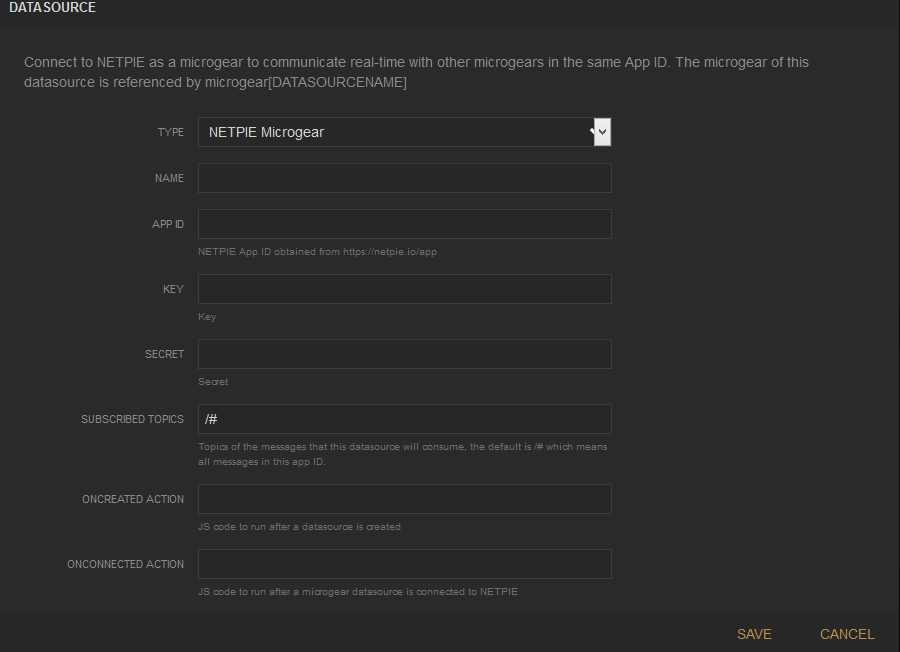 DATASOURCE
Connect to NETPIE as a microgear to communicate real-time with other microgears in the same App ID. The microgear of this
datasource is referenced by microgear[DATASOURCENAME]
TYPE NETPIE Microgear
NAME
APP ID
NETPIE App ID obtained from https://netpie.io/app
KEY
Key
SECRET
Secret
SUBSCRIBED TOPICS /#
Topics of the messages that this datasource will consume, the default is /# which means
all messages in this app ID.
ONCREATED ACTION
JS code to run after a datasource is created
ONCONNECTED ACTION
JS code to run after a microgear datasource is connected to NETPIE
SAVE CANCEL